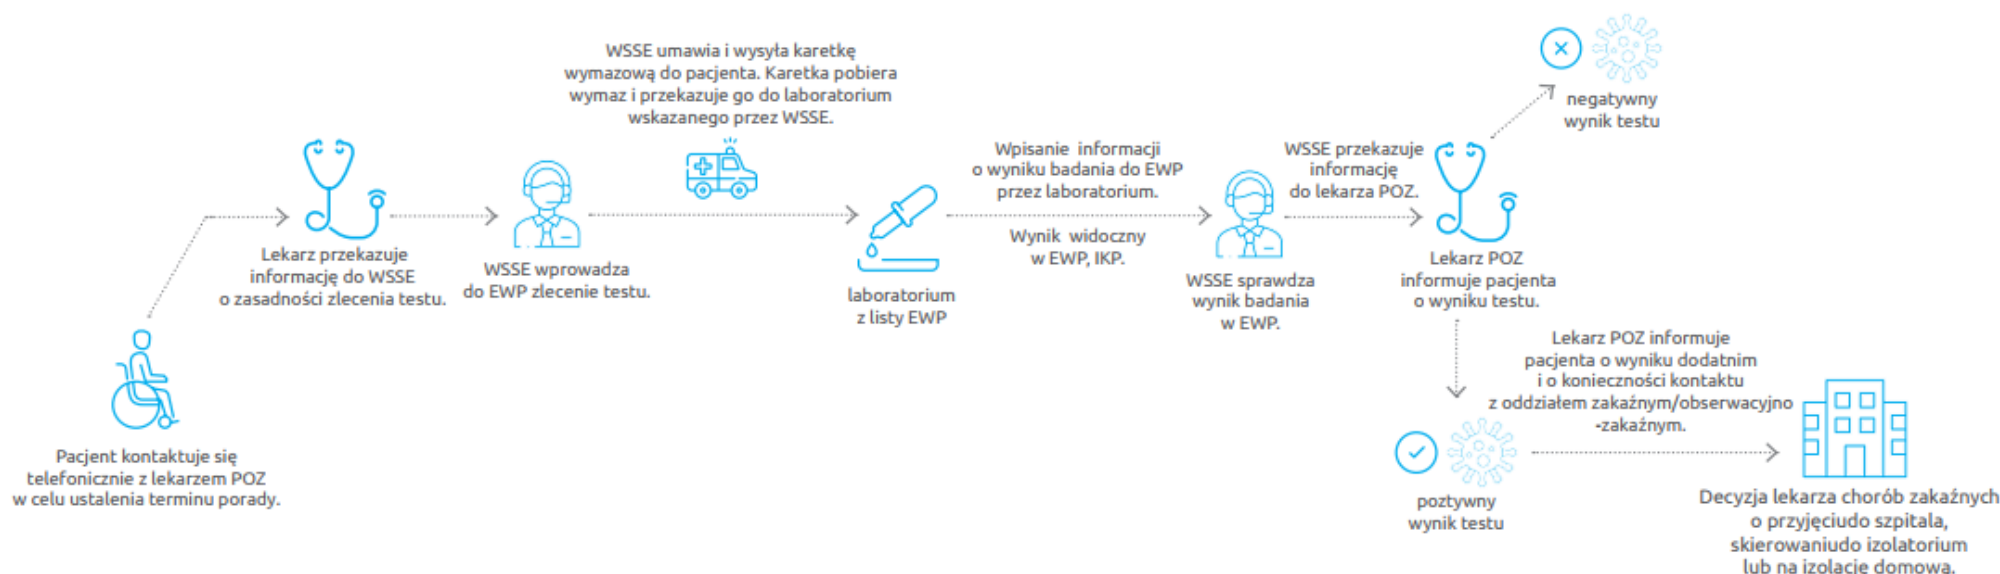 Pacjent kontaktuje się
telefonicznie z lekarzem POZ
w celu ustalenia terminu porady.
Lekarz przekazuje
informację do WSSE
o zasadności zlecenia testu.
WSSE wprowadza
do EWP zlecenie testu.
WSSE umawia i wysyła karetkę
wymazową do pacjenta. Karetka pobiera
wymaz i przekazuje go do laboratorium
wskazanego przez WSSE.
laboratorium
z listy EWP
Wpisanie informacji
o wyniku badania do EWP
przez laboratorium.
Wynik widoczny
w EWP, IKP.
WSSE sprawdza
wynik badania
w EWP.
WSSE przekazuje
informację
do lekarza POZ.
Lekarz POZ
informuje pacjenta
o wyniku testu.
negatywny
wynik testu
poztywny
wynik testu
Lekarz POZ informuje
pacjenta o wyniku dodatnim
i o konieczności kontaktu
z oddziałem zakaźnym/obserwacyjno
-zakaźnym.
Decyzja lekarza chorób zakaźnych
o przyjęciudo szpitala,
skierowaniudo izolatorium
lub na izolację domową.